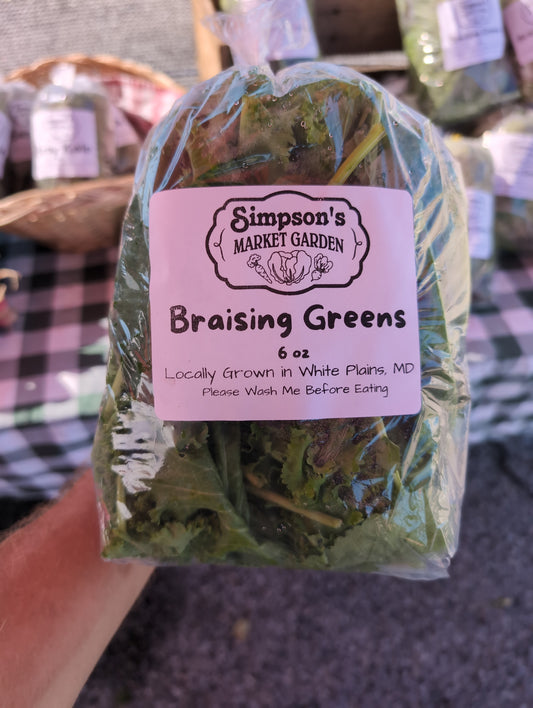 Simpson's
MARKET GARDEN
Braising Greens
6 oz
Locally Grown in White Plains, MD
Please Wash Me Before Eating